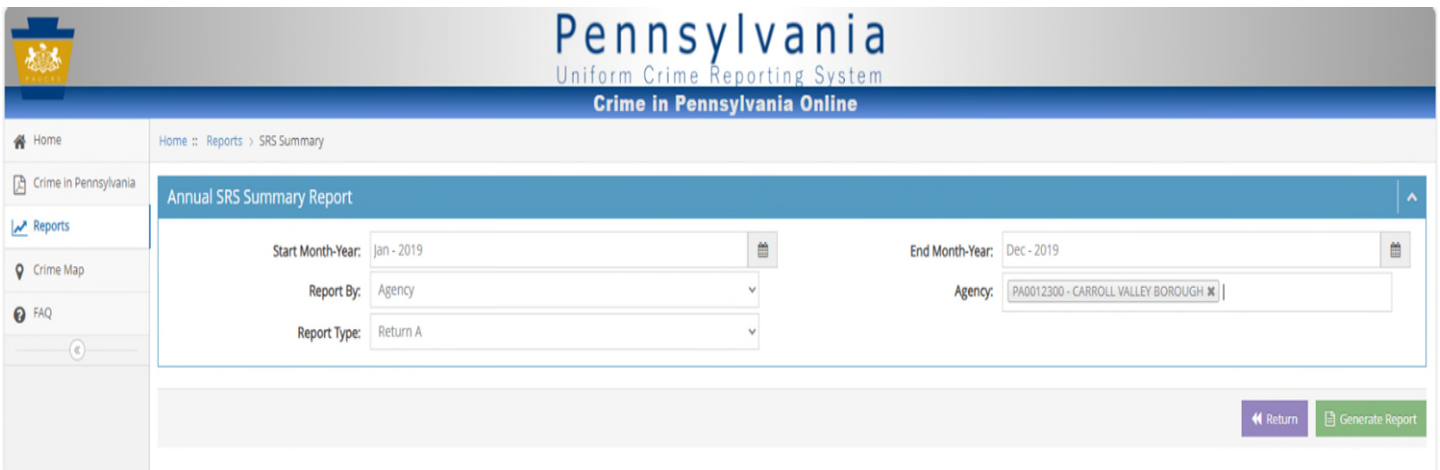 Pennsylvania
Uniform Crime Reporting System
Crime in Pennsylvania Online
PAUCRS
Home
Crime in Pennsylvania
Reports
Crime Map
FAQ
Home :: Reports > SRS Summary
Annual SRS Summary Report
Start Month-Year: Jan - 2019 End Month-Year: Dec - 2019
Report By: Agency Agency: PA0012300 - CARROLL VALLEY BOROUGH ✖
Report Type: Return A
Return Generate Report